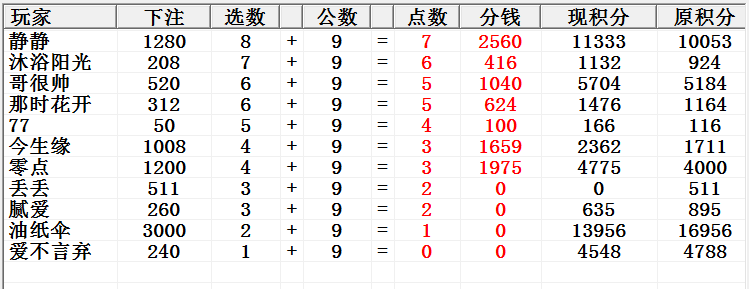 玩家 下注 选数 公数 点数 分钱 现积分 原积分
静静 1280 8 + 9 = 7 2560 11333 10053
沐浴阳光 208 7 + 9 = 6 416 1132 924
哥很帅 520 6 + 9 = 5 1040 5704 5184
那时花开 312 6 + 9 = 5 624 1476 1164
77 50 5 + 9 = 4 100 166 116
今生缘 1008 4 + 9 = 3 1659 2362 1711
零点 1200 4 + 9 = 3 1975 4775 4000
丢丢 511 3 + 9 = 2 0 0 511
腻爱 260 3 + 9 = 2 0 635 895
油纸伞 3000 2 + 9 = 1 0 13956 16956
爱不言弃 240 1 + 9 = 0 0 4548 4788